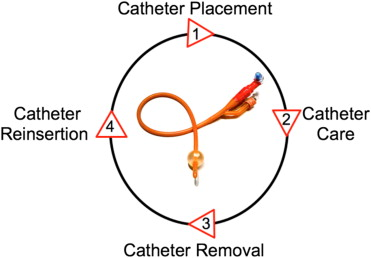 Catheter Placement
1
2
Catheter
Care
3
Catheter Removal
4
Catheter
Reinsertion